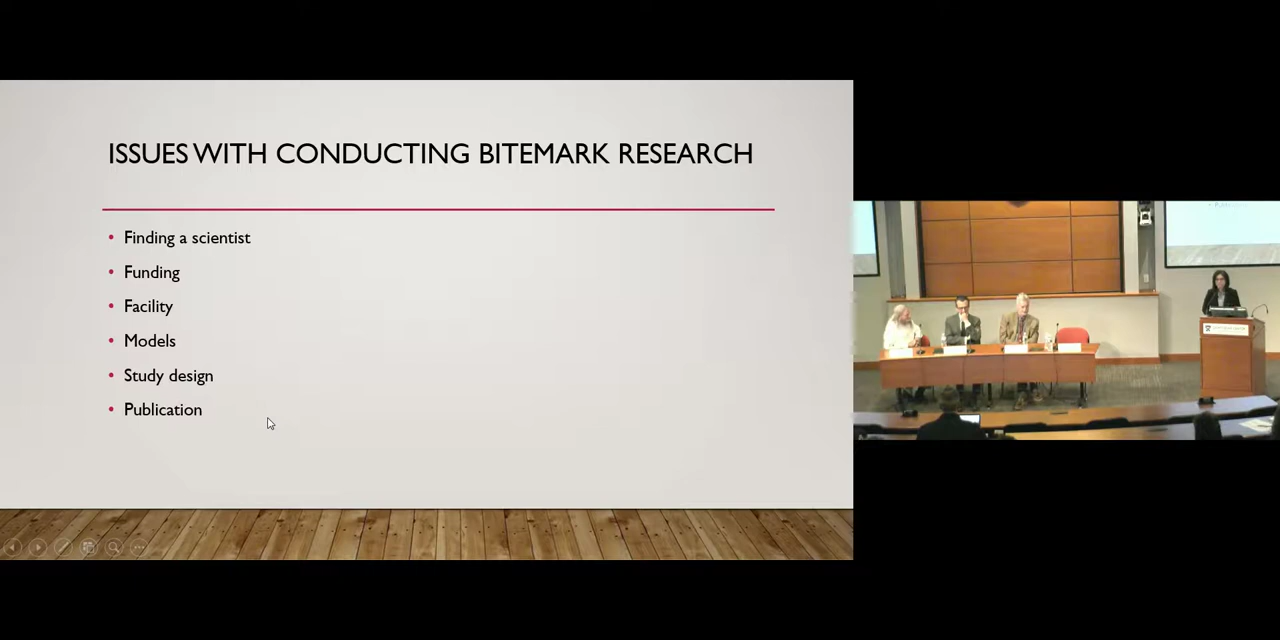 ISSUES WITH CONDUCTING BITEMARK RESEARCH
• Finding a scientist
• Funding
• Facility
• Models
• Study design
• Publication